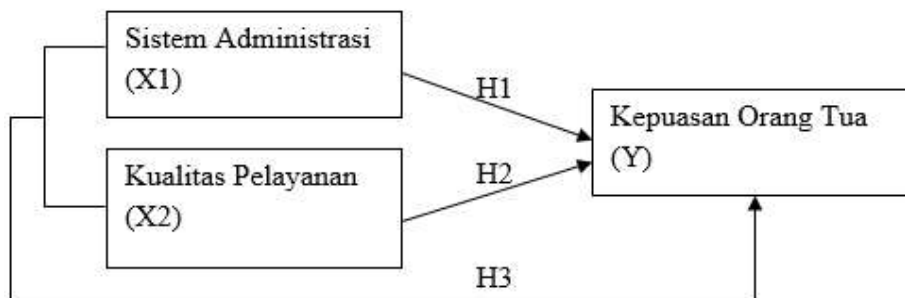 Sistem Administrasi
(X1)
H1
Kepuasan Orang Tua
(Y)
Kualitas Pelayanan
(X2)
H2
H3